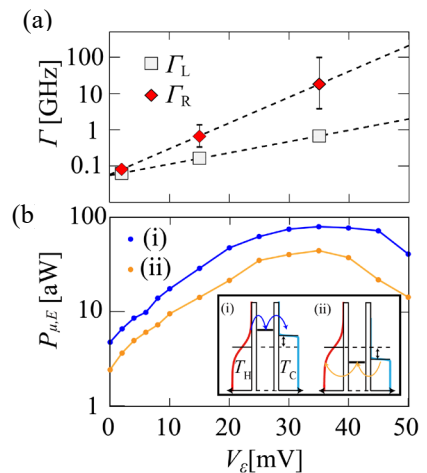 (a)
Γ [GHz]
100
10
1
0.1
Γ_L
Γ_R
(b)
P_{μ,E} [aW]
100
10
1
(i)
(ii)
(i)
(ii)
T_H
T_C
0 10 20 30 40 50
V_ε[mV]